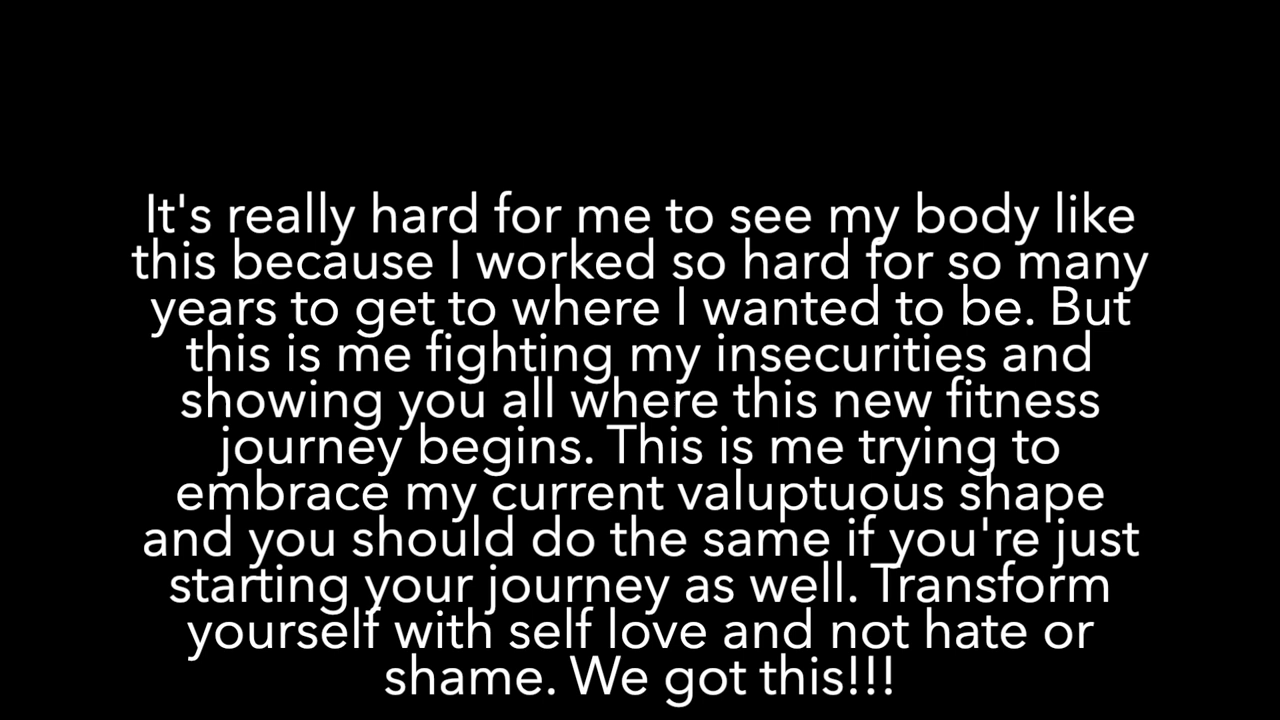 It's really hard for me to see my body like
this because I worked so hard for so many
years to get to where I wanted to be. But
this is me fighting my insecurities and
showing you all where this new fitness
journey begins. This is me trying to
embrace my current valuptuous shape
and you should do the same if you're just
starting your journey as well. Transform
yourself with self love and not hate or
shame. We got this!!!